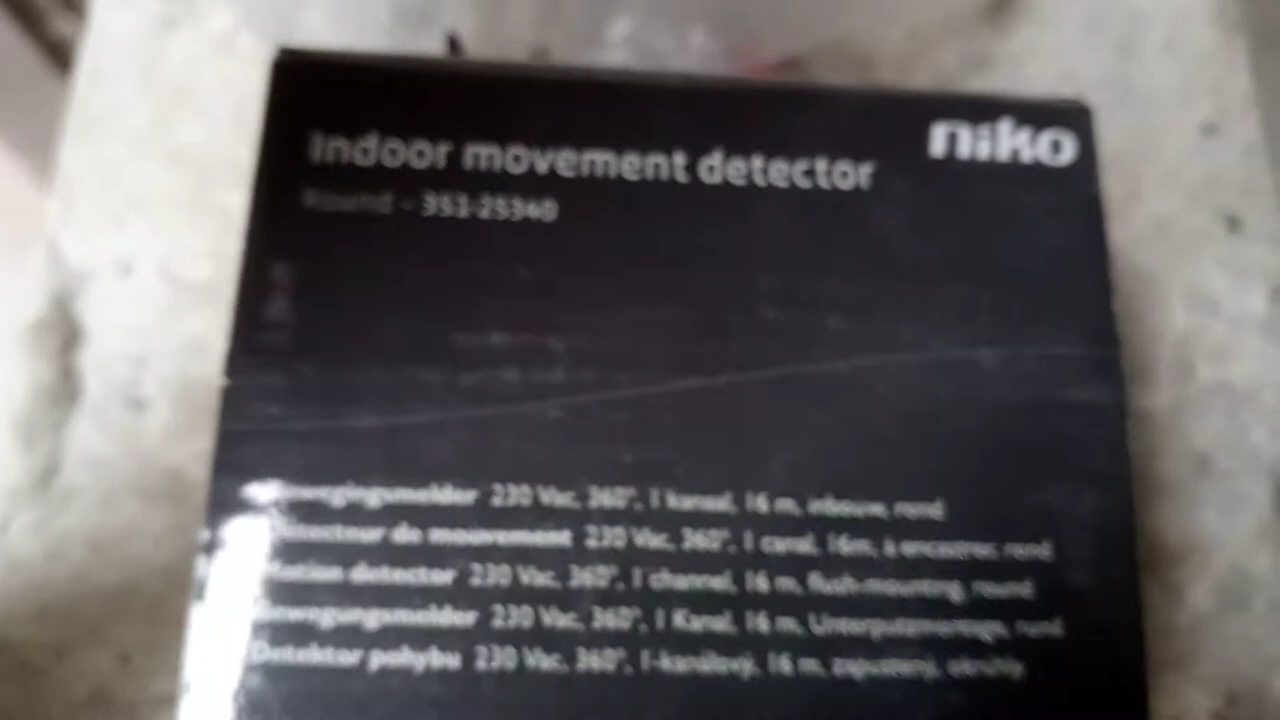 niko
Indoor movement detector
Round - 353-25340
Bewegingsmelder 230 Vac, 360°, 1 kanaal, 16 m, inbouw, rond
Détecteur de mouvement 230 Vac, 360°, 1 canal, 16m, à encastrer, rond
Motion detector 230 Vac, 360°, 1 channel, 16 m, flush-mounting, round
Bewegungsmelder 230 Vac, 360°, 1 Kanal, 16 m, Unterputzmontage, rund
Detektor pohybu 230 Vac, 360°, 1-kanálový, 16 m, zapustený, okrúhly